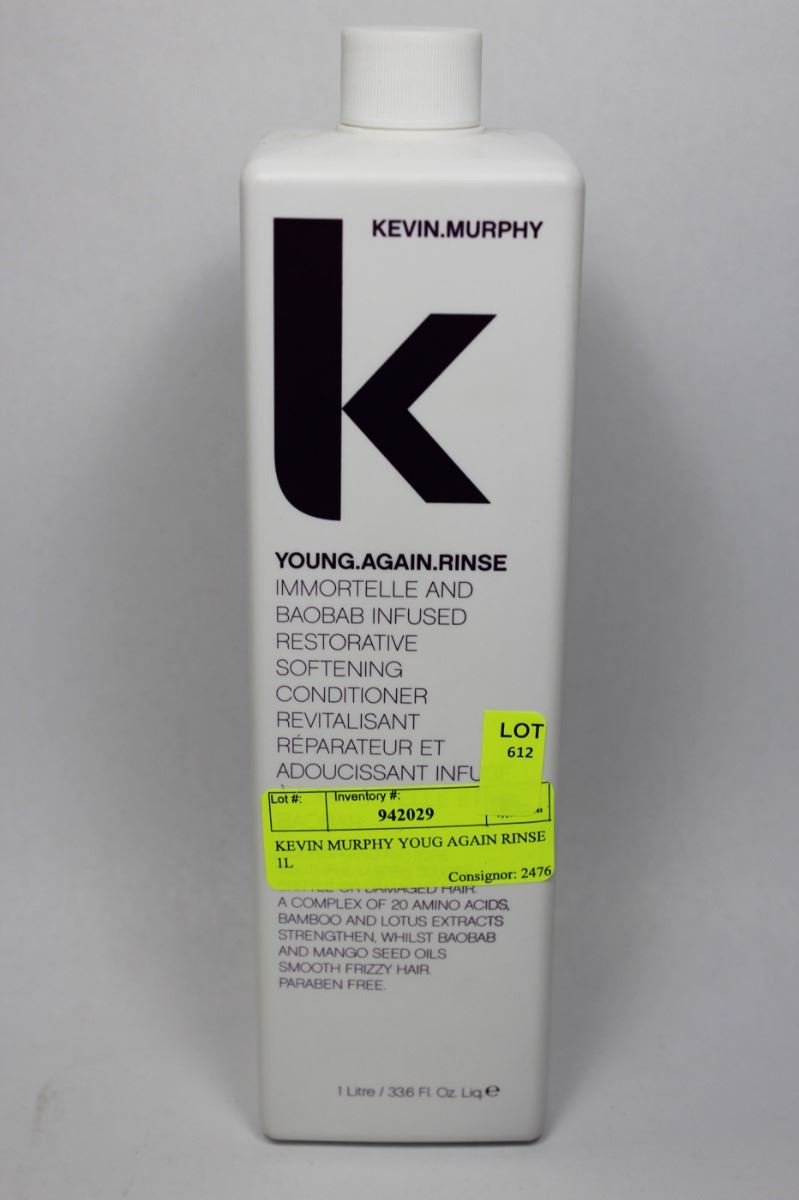 KEVIN.MURPHY
YOUNG.AGAIN.RINSE
IMMORTELLE AND
BAOBAB INFUSED
RESTORATIVE
SOFTENING
CONDITIONER
REVITALISANT
RÉPARATEUR ET
ADOUCISSANT
LOT
612
Lot #:
Inventory #:
942029
KEVIN MURPHY YOUG AGAIN RINSE
1L
Consignor: 2476
OR DAMAGED HAIR.
A COMPLEX OF 20 AMINO ACIDS,
BAMBOO AND LOTUS EXTRACTS
STRENGTHEN, WHILST BAOBAB
AND MANGO SEED OILS
SMOOTH FRIZZY HAIR.
PARABEN FREE.
1 Litre / 33.6 Fl. Oz. Liq. ℮